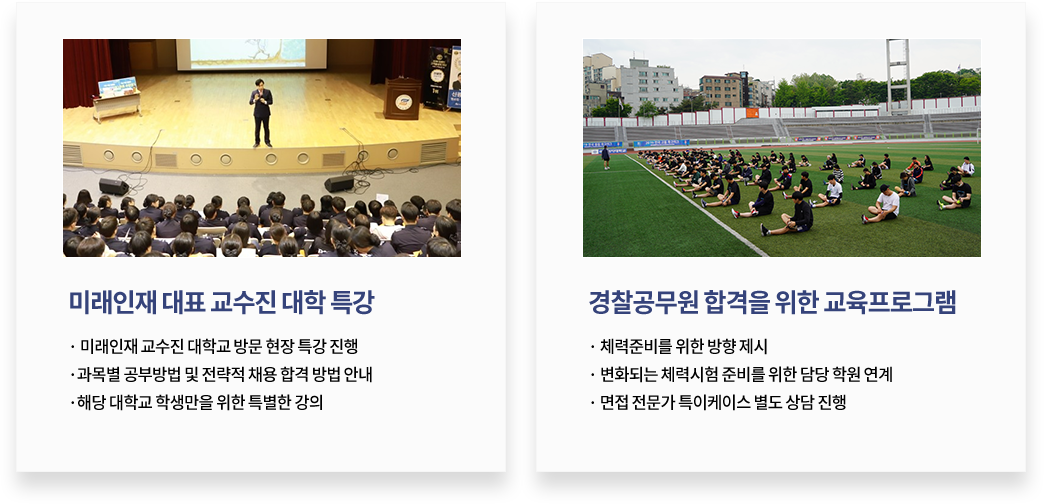 미래인재 대표 교수진 대학 특강
· 미래인재 교수진 대학교 방문 현장 특강 진행
·과목별 공부방법 및 전략적 채용 합격 방법 안내
·해당 대학교 학생만을 위한 특별한 강의
경찰공무원 합격을 위한 교육프로그램
· 체력준비를 위한 방향 제시
· 변화되는 체력시험 준비를 위한 담당 학원 연계
· 면접 전문가 특이케이스 별도 상담 진행